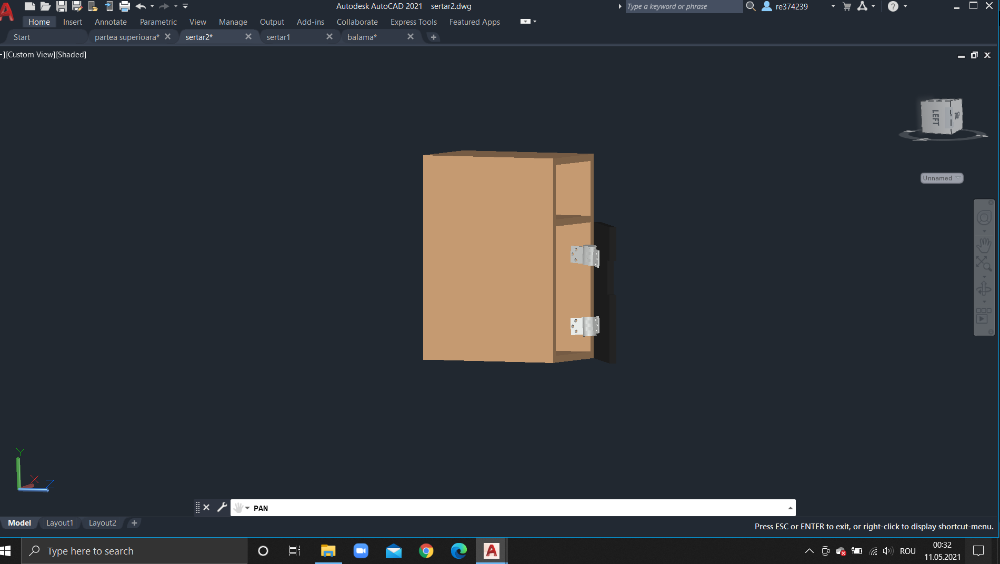 Autodesk AutoCAD 2021 sertar2.dwg
Type a keyword or phrase
re374239
Home Insert Annotate Parametric View Manage Output Add-ins Collaborate Express Tools Featured Apps
Start partea superioara* sertar2* sertar1 balama*
-][Custom View][Shaded]
LEFT TOP
Unnamed
Y
X
Z
PAN
Model Layout1 Layout2
Press ESC or ENTER to exit, or right-click to display shortcut-menu.
Type here to search
ROU
00:32
11.05.2021